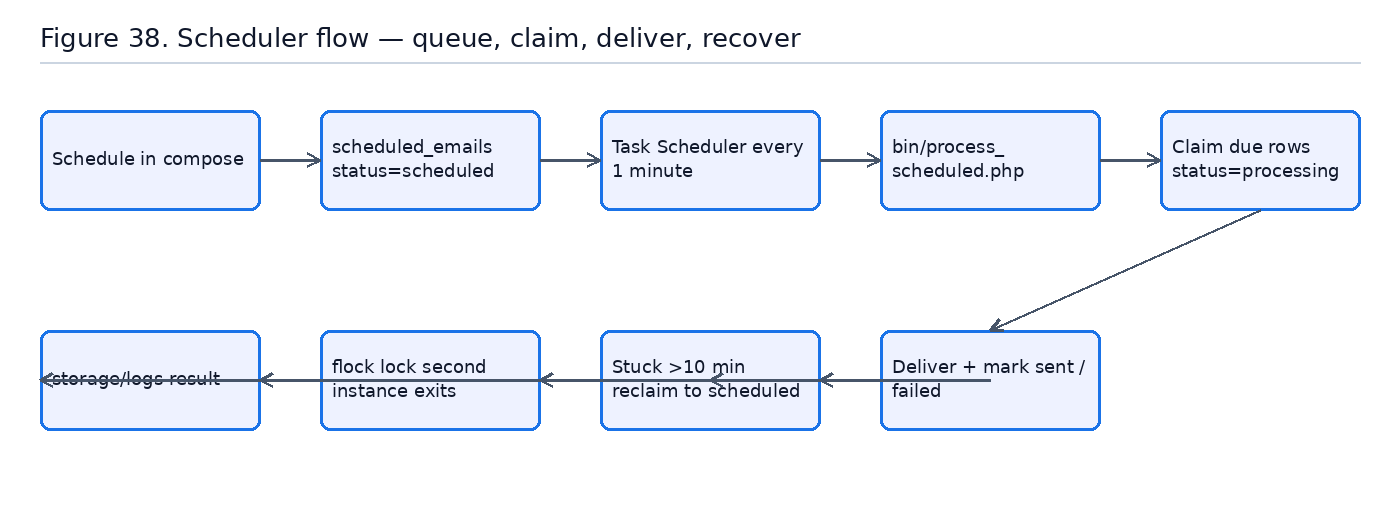 Figure 38. Scheduler flow — queue, claim, deliver, recover
Schedule in compose
scheduled_emails
status=scheduled
Task Scheduler every
1 minute
bin/process_
scheduled.php
Claim due rows
status=processing
storage/logs result
flock lock second
instance exits
Stuck >10 min
reclaim to scheduled
Deliver + mark sent /
failed